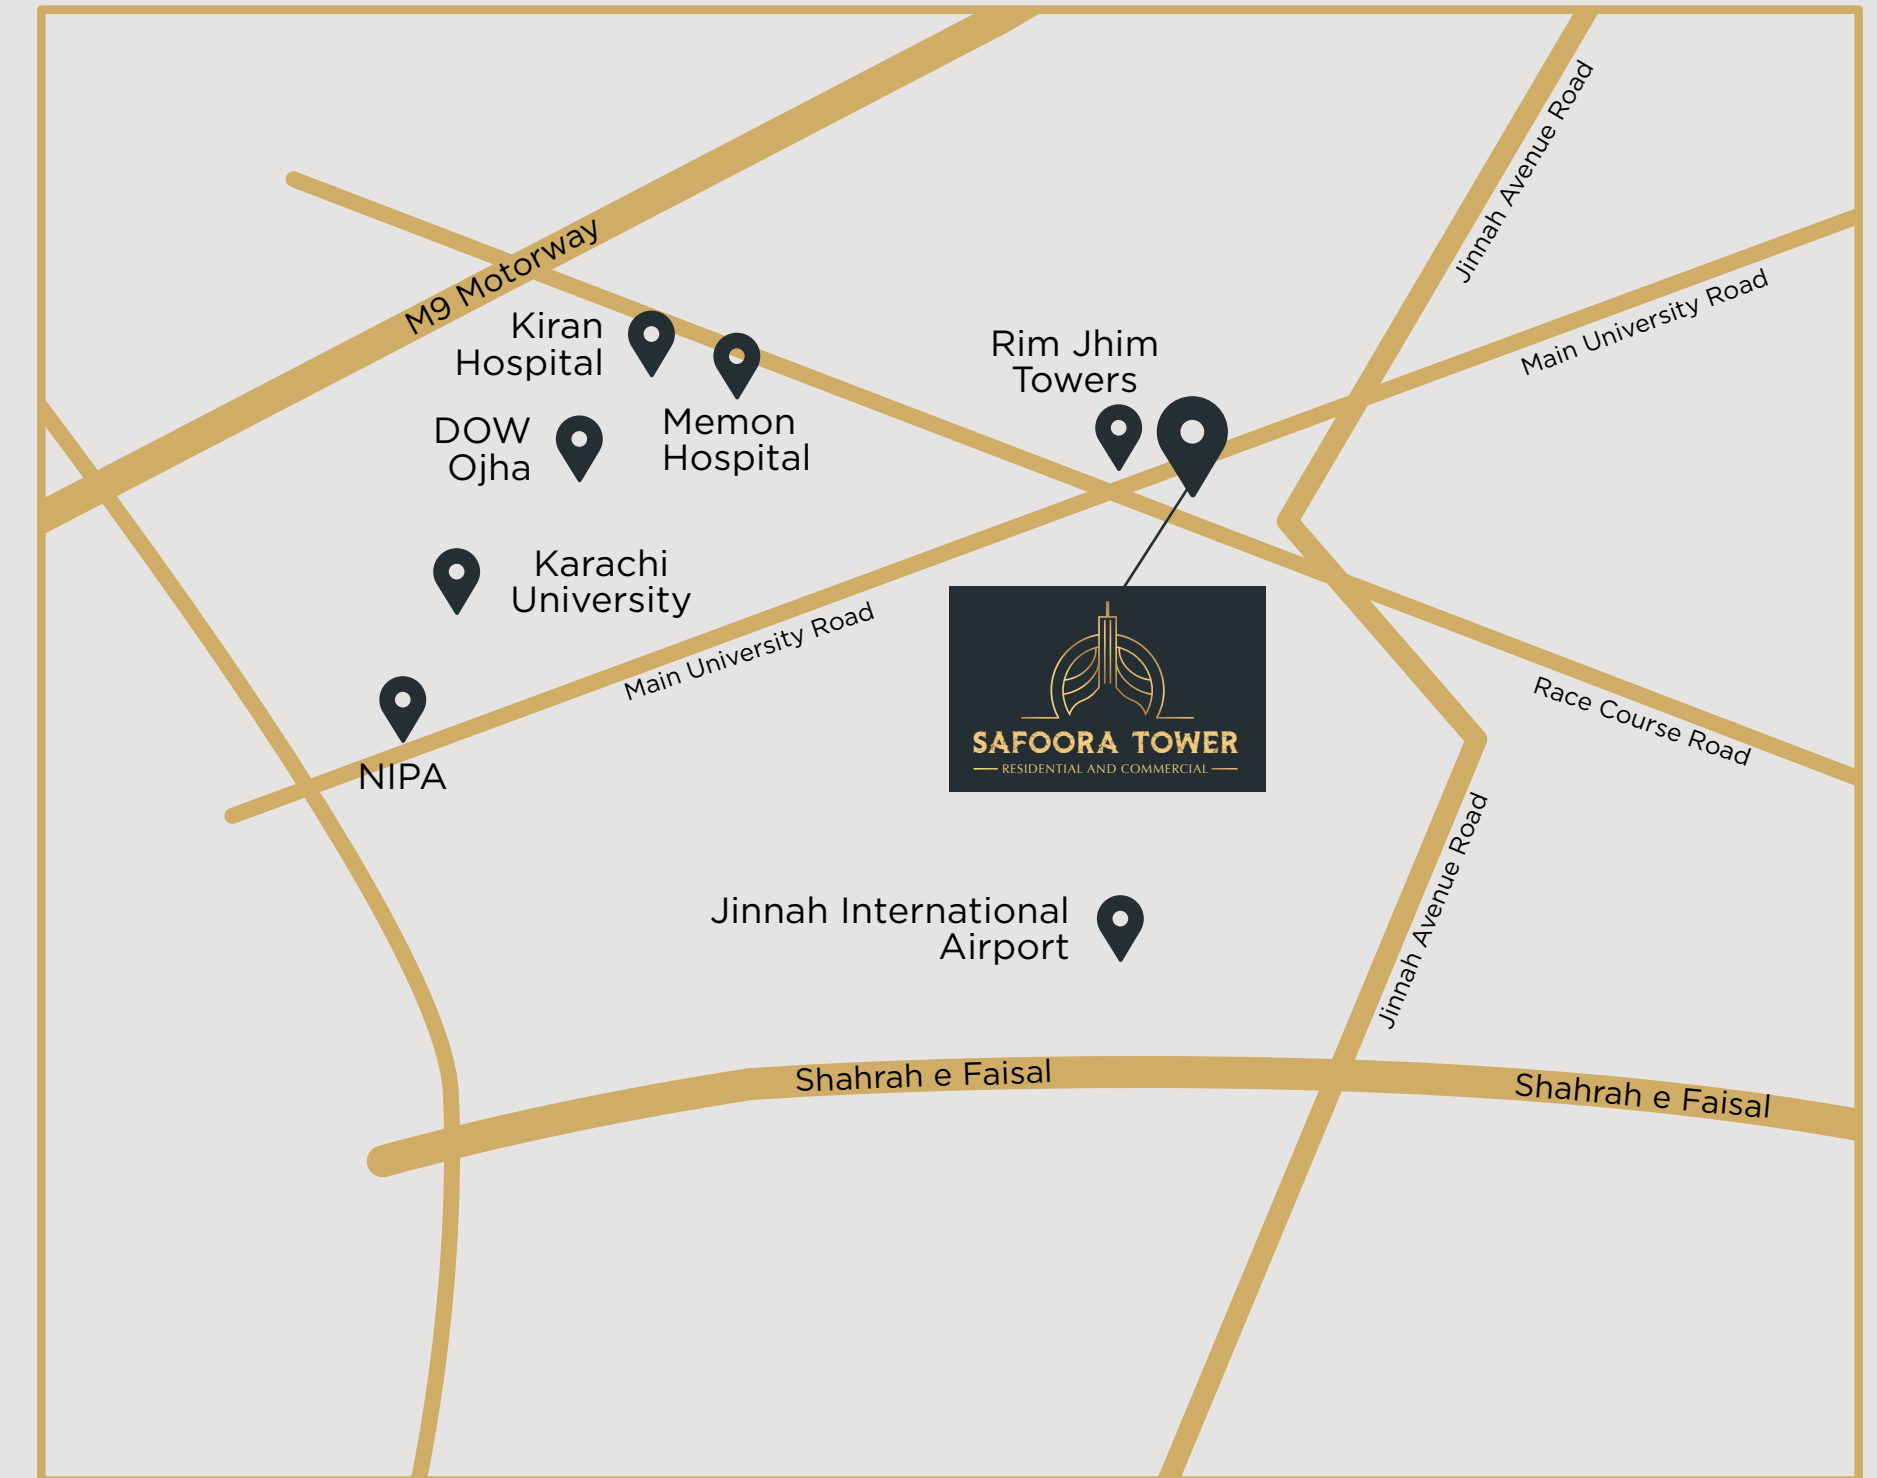 Jinnah Avenue Road
M9 Motorway
Main University Road
Kiran
Hospital
Rim Jhim
Towers
DOW
Ojha
Memon
Hospital
Karachi
University
Main University Road
Race Course Road
SAFOORA TOWER
RESIDENTIAL AND COMMERCIAL
NIPA
Jinnah Avenue Road
Jinnah International
Airport
Shahrah e Faisal
Shahrah e Faisal